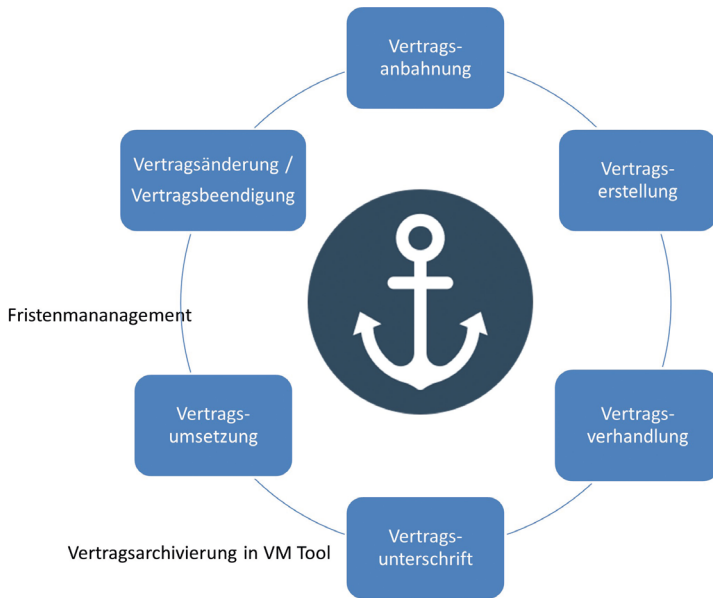 Vertrags-
anbahnung
Vertragsänderung /
Vertragsbeendigung
Vertrags-
erstellung
Fristenmananagement
Vertrags-
umsetzung
Vertrags-
verhandlung
Vertragsarchivierung in VM Tool
Vertrags-
unterschrift